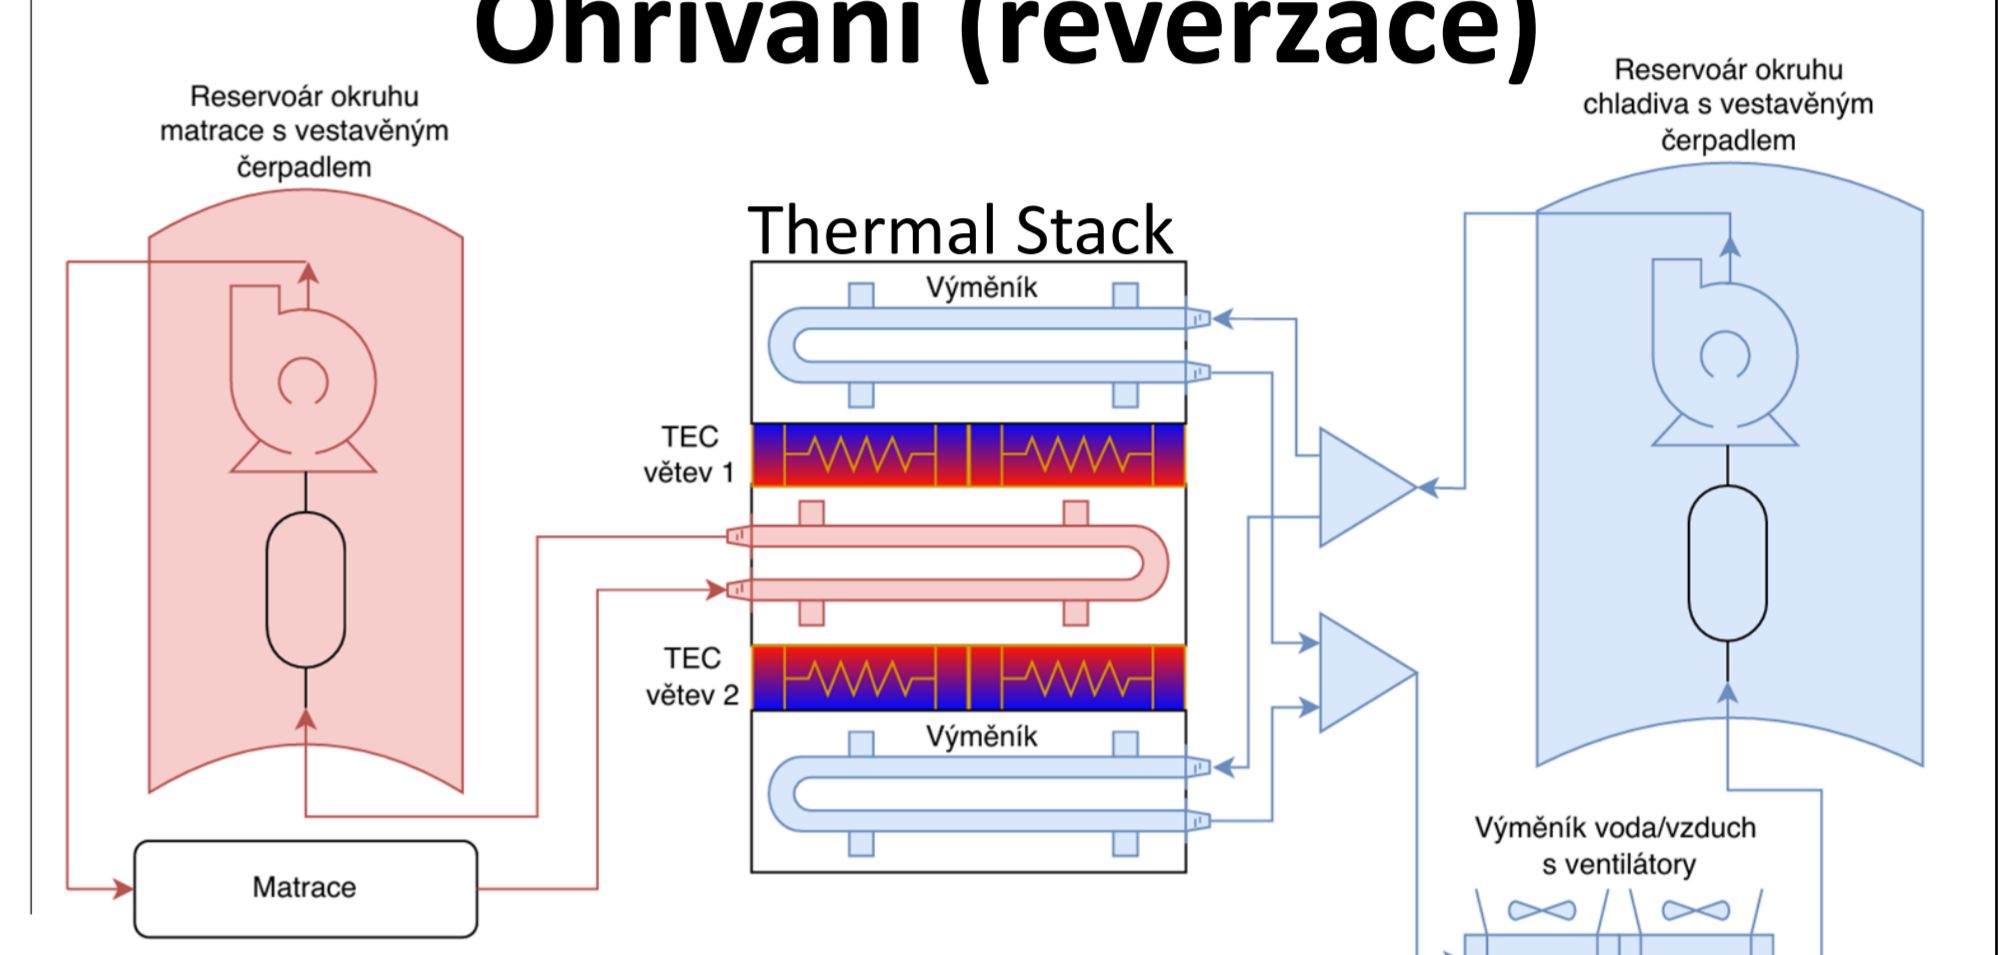 Ohřívání (reverzace)
Reservoár okruhu
matrace s vestavěným
čerpadlem
Reservoár okruhu
chladiva s vestavěným
čerpadlem
Thermal Stack
Výměník
TEC
větev 1
TEC
větev 2
Výměník
Výměník voda/vzduch
s ventilátory
Matrace